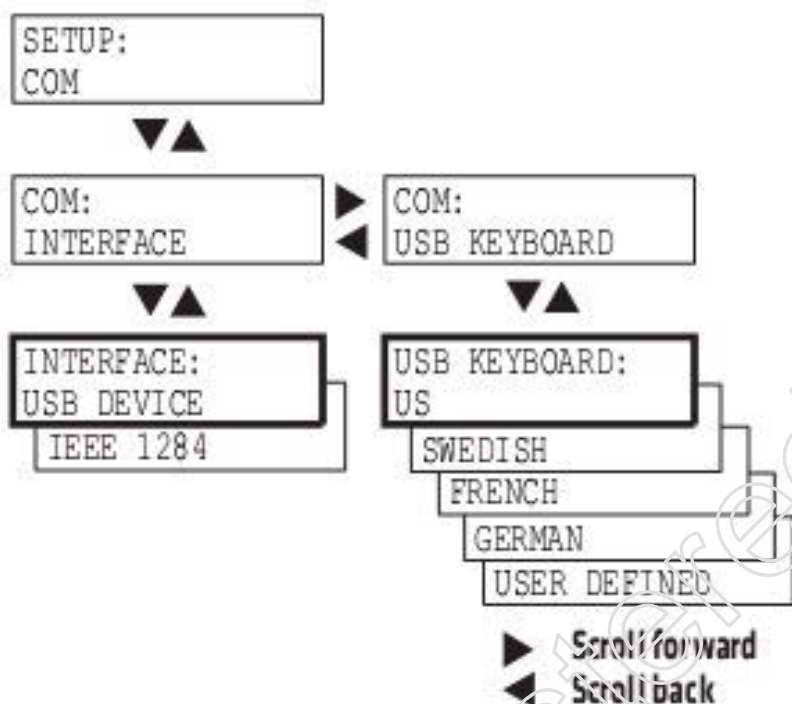 SETUP:
COM
COM:
INTERFACE
COM:
USB KEYBOARD
INTERFACE:
USB DEVICE
IEEE 1284
USB KEYBOARD:
US
SWEDISH
FRENCH
GERMAN
USER DEFINED
Scroll forward
Scroll back